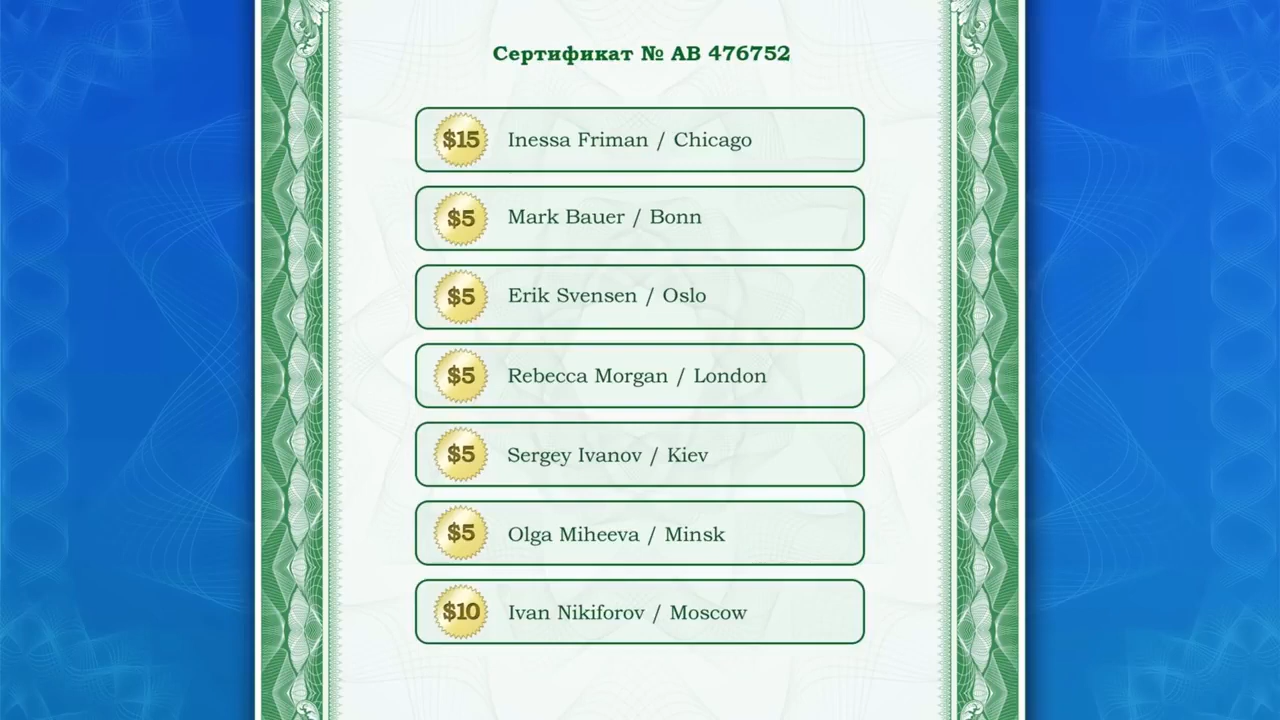 Сертификат № АВ 476752
$15 Inessa Friman / Chicago
$5 Mark Bauer / Bonn
$5 Erik Svensen / Oslo
$5 Rebecca Morgan / London
$5 Sergey Ivanov / Kiev
$5 Olga Miheeva / Minsk
$10 Ivan Nikiforov / Moscow